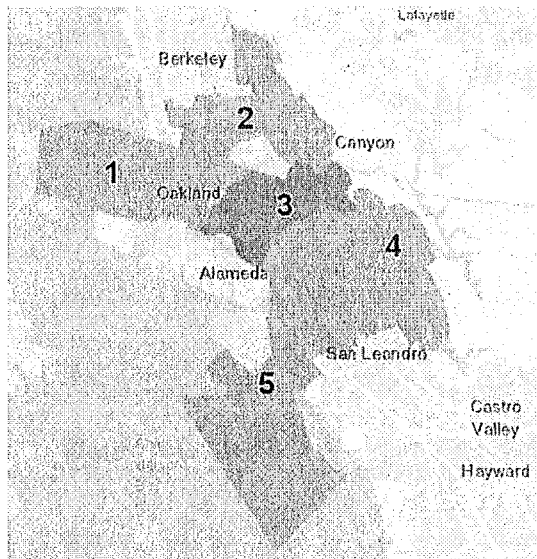 Lafayette
Berkeley
2
Canyon
1
Oakland
3
4
Alameda
San Leandro
5
Castro
Valley
Hayward